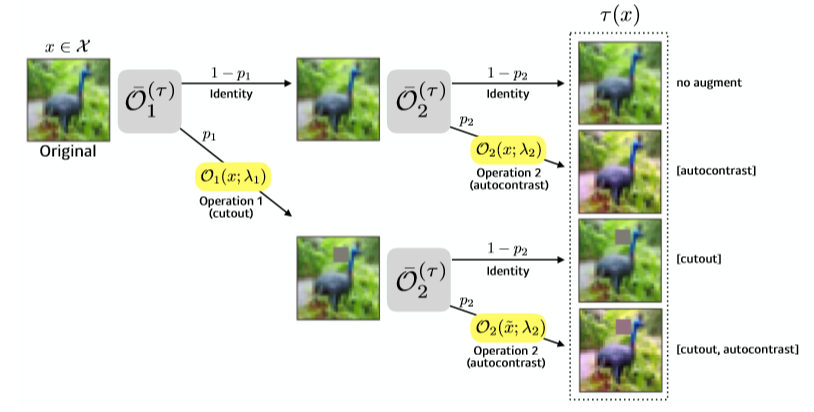 τ(x)
x ∈ 𝒳
Original
Ō₁^(τ)
1 − p₁
Identity
p₁
𝒪₁(x; λ₁)
Operation 1
(cutout)
Ō₂^(τ)
1 − p₂
Identity
p₂
𝒪₂(x; λ₂)
Operation 2
(autocontrast)
no augment
[autocontrast]
Ō₂^(τ)
1 − p₂
Identity
p₂
𝒪₂(x̃; λ₂)
Operation 2
(autocontrast)
[cutout]
[cutout, autocontrast]